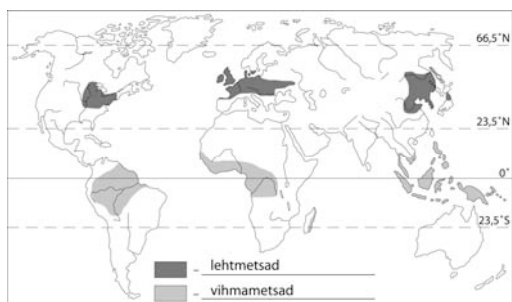 66,5˚N
23,5˚N
0˚
23,5˚S
– lehtmetsad
– vihmametsad